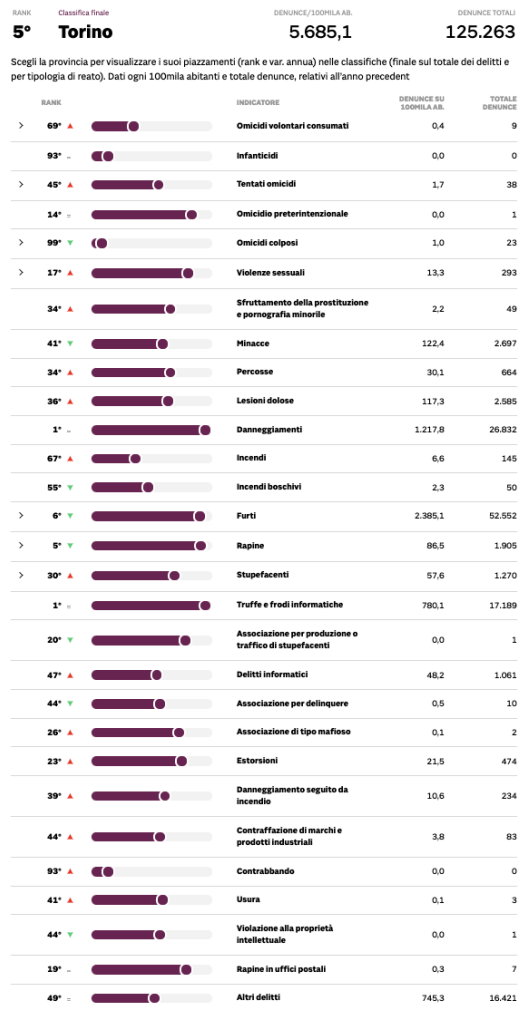 RANK Classifica finale DENUNCE/100MILA AB. DENUNCE TOTALI
5° Torino 5.685,1 125.263
Scegli la provincia per visualizzare i suoi piazzamenti (rank e var. annua) nelle classifiche (finale sul totale dei delitti e
per tipologia di reato). Dati ogni 100mila abitanti e totale denunce, relativi all'anno precedent
RANK INDICATORE DENUNCE SU
100MILA AB. TOTALE
DENUNCE
69° Omicidi volontari consumati 0,4 9
93° Infanticidi 0,0 0
45° Tentati omicidi 1,7 38
14° = Omicidio preterintenzionale 0,0 1
99° Omicidi colposi 1,0 23
17° Violenze sessuali 13,3 293
34° Sfruttamento della prostituzione
e pornografia minorile 2,2 49
41° Minacce 122,4 2.697
34° Percosse 30,1 664
36° Lesioni dolose 117,3 2.585
1° Danneggiamenti 1.217,8 26.832
67° Incendi 6,6 145
55° Incendi boschivi 2,3 50
6° Furti 2.385,1 52.552
5° Rapine 86,5 1.905
30° Stupefacenti 57,6 1.270
1° = Truffe e frodi informatiche 780,1 17.189
20° Associazione per produzione o
traffico di stupefacenti 0,0 1
47° Delitti informatici 48,2 1.061
44° Associazione per delinquere 0,5 10
26° Associazione di tipo mafioso 0,1 2
23° Estorsioni 21,5 474
39° Danneggiamento seguito da
incendio 10,6 234
44° Contraffazione di marchi e
prodotti industriali 3,8 83
93° Contrabbando 0,0 0
41° Usura 0,1 3
44° Violazione alla proprietà
intellettuale 0,0 1
19° Rapine in uffici postali 0,3 7
49° = Altri delitti 745,3 16.421